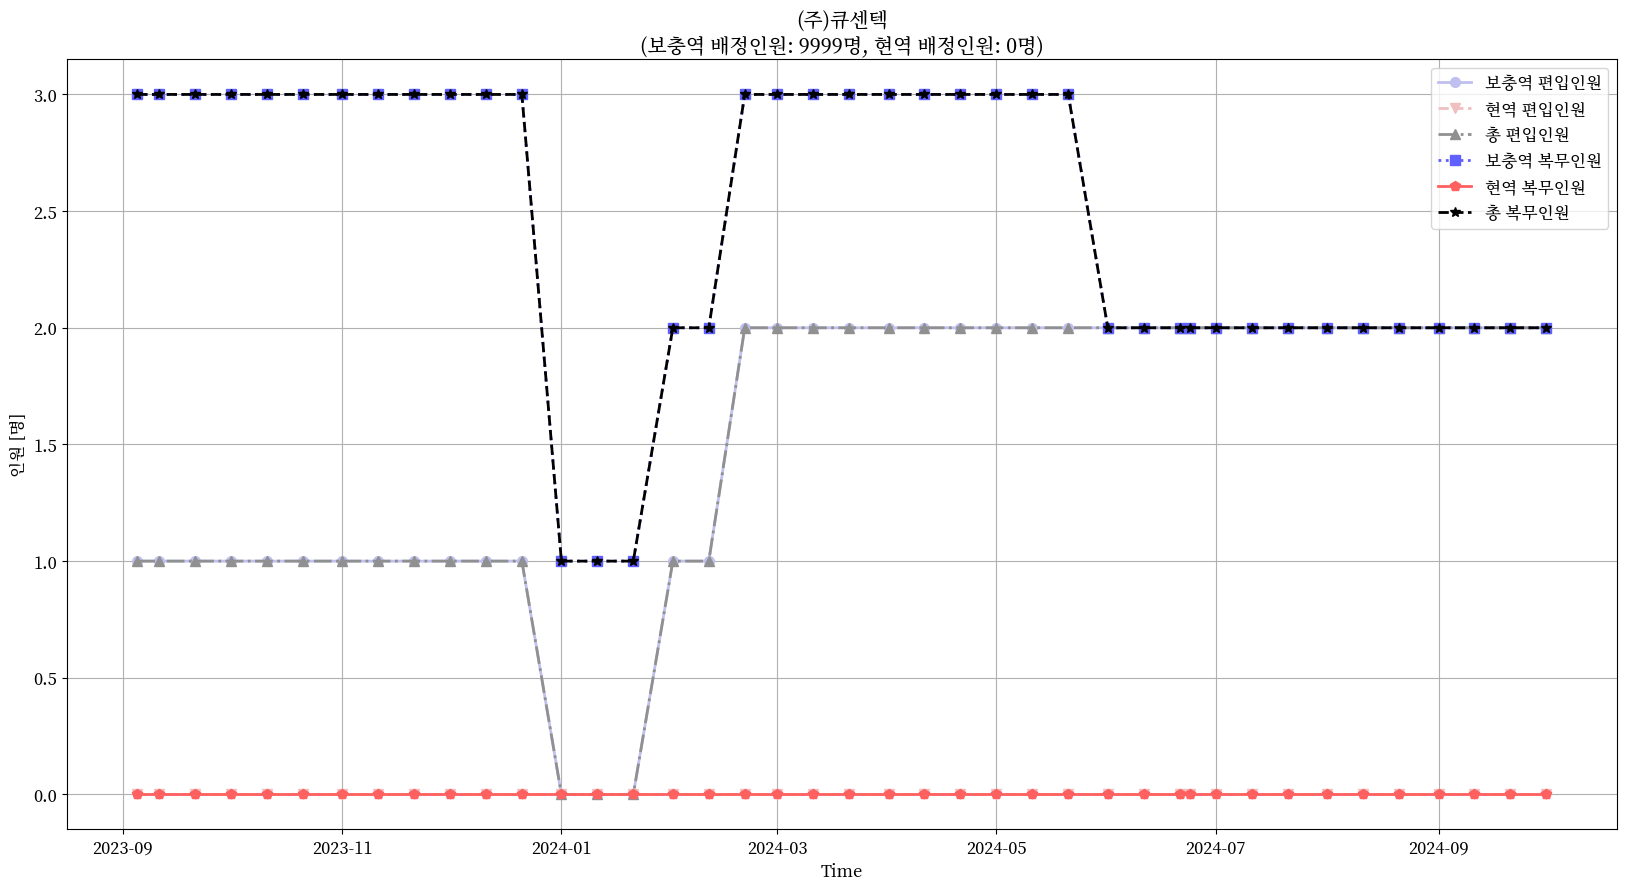 (주)큐센텍
(보충역 배정인원: 9999명, 현역 배정인원: 0명)
보충역 편입인원
현역 편입인원
총 편입인원
보충역 복무인원
현역 복무인원
총 복무인원
인원 [명]
3.0
2.5
2.0
1.5
1.0
0.5
0.0
2023-09
2023-11
2024-01
2024-03
2024-05
2024-07
2024-09
Time